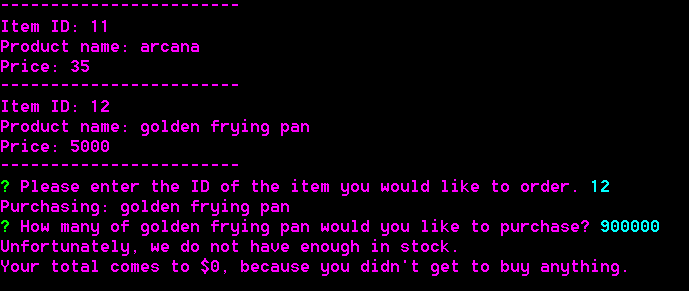 ------------------------
Item ID: 11
Product name: arcana
Price: 35
------------------------
Item ID: 12
Product name: golden frying pan
Price: 5000
------------------------
? Please enter the ID of the item you would like to order. 12
Purchasing: golden frying pan
? How many of golden frying pan would you like to purchase? 900000
Unfortunately, we do not have enough in stock.
Your total comes to $0, because you didn't get to buy anything.